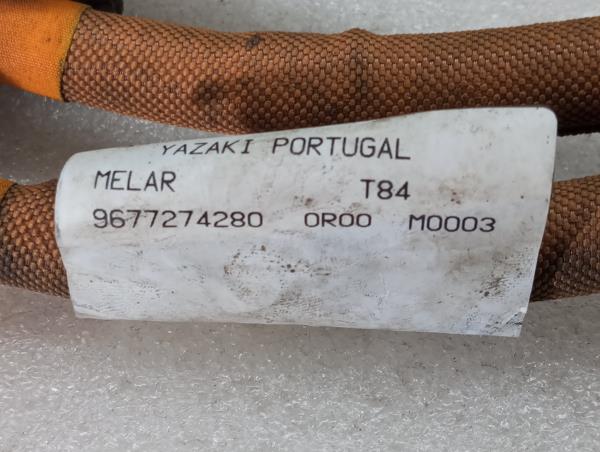 YAZAKI PORTUGAL
MELAR T84
9677274280 0R00 M0003